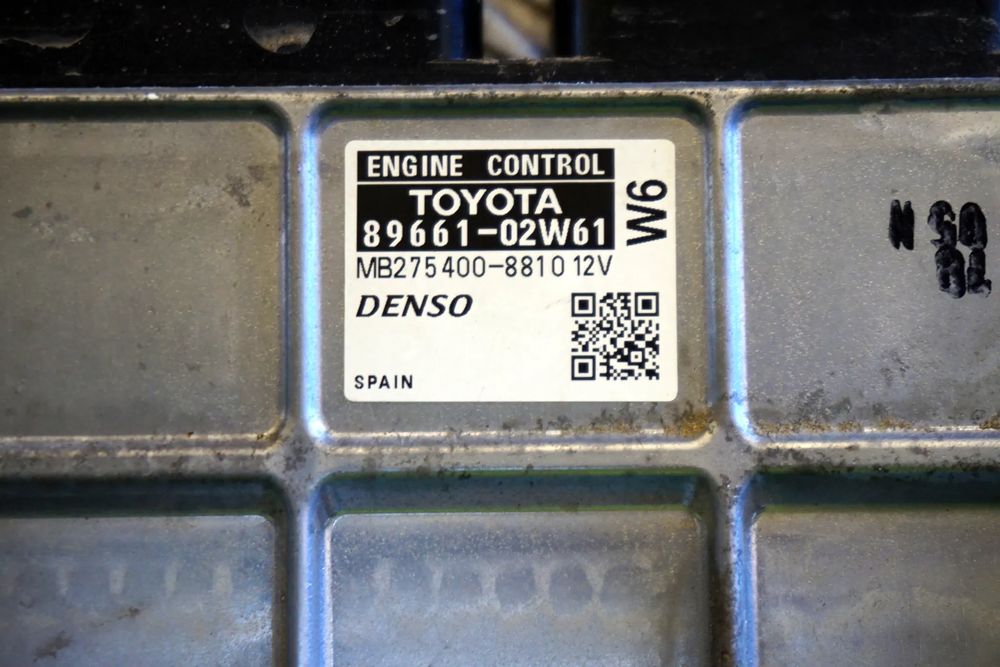 ENGINE CONTROL
TOYOTA
89661-02W61
W6
MB275400-8810 12V
DENSO
SPAIN